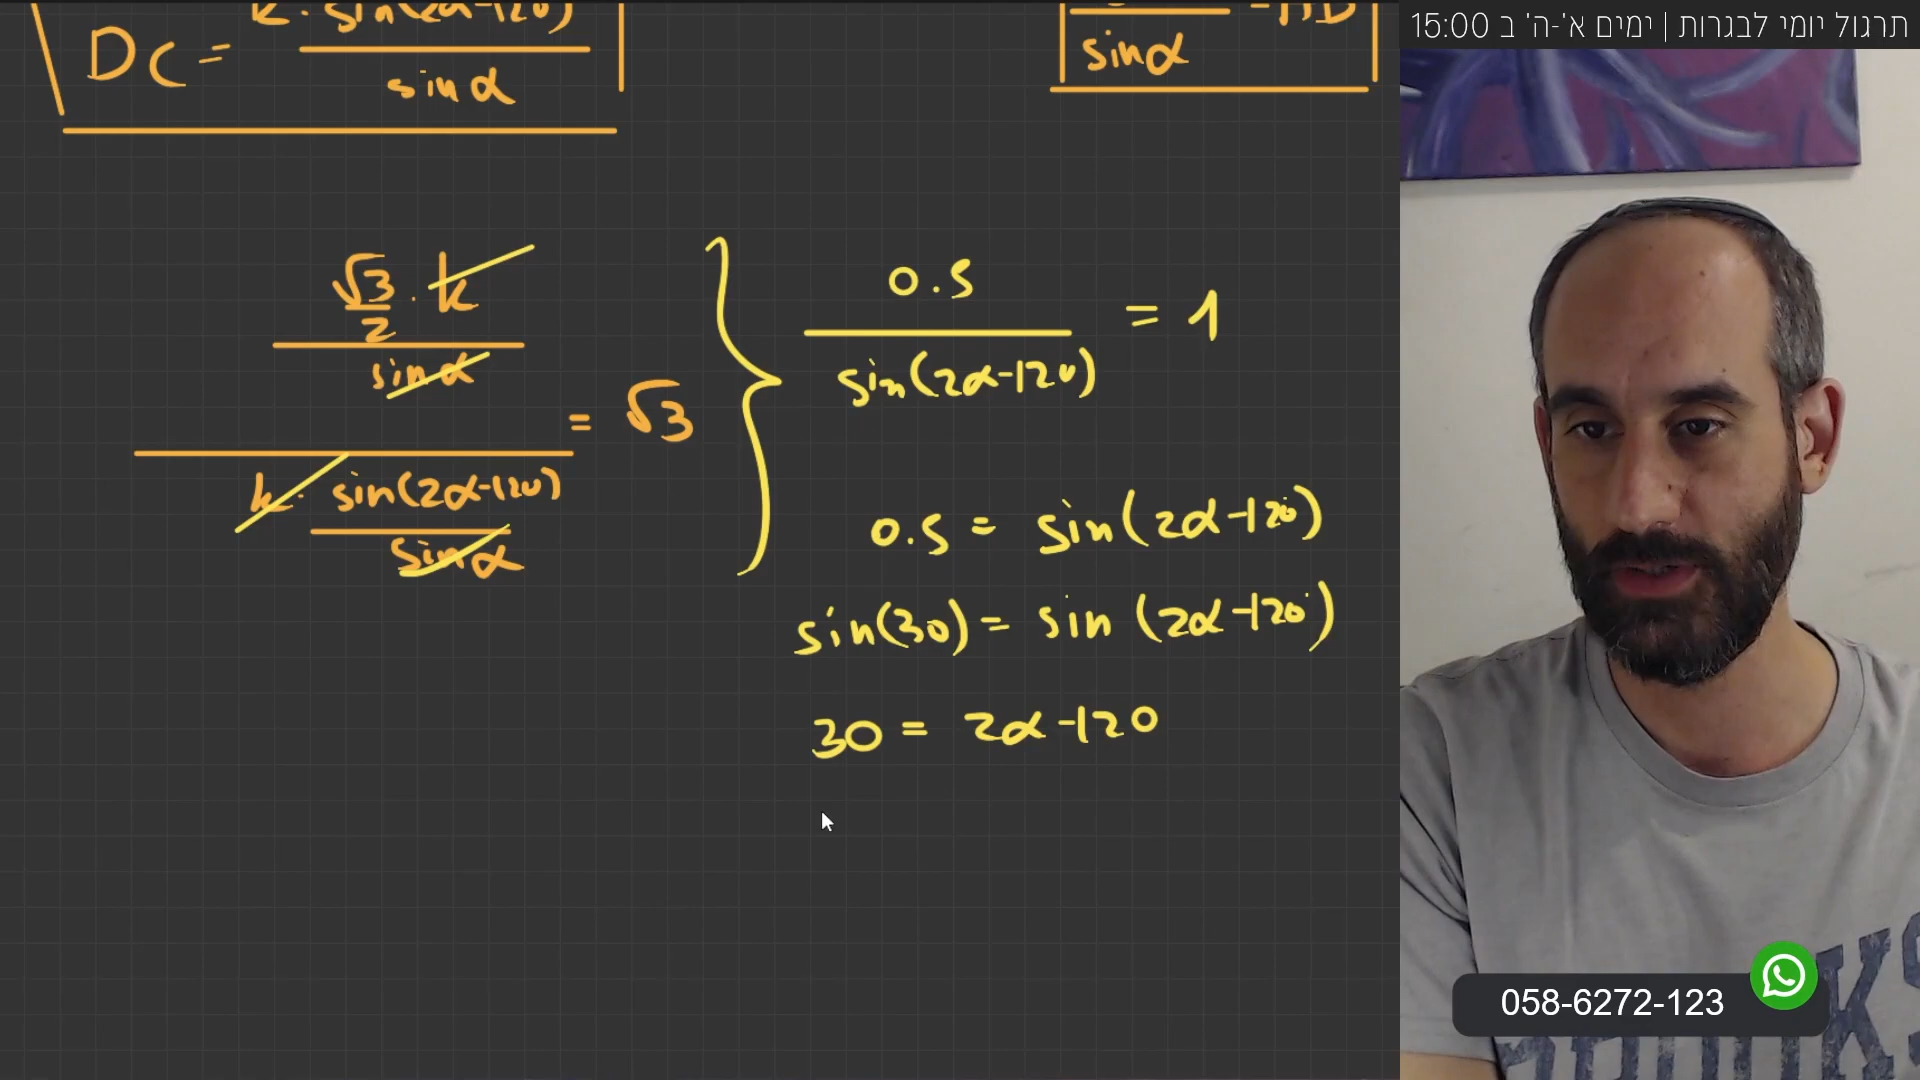 תרגול יומי לבגרות | ימים א'-ה' ב 15:00
DC = k · sin(2α-120) / sinα
sinα = AD
√3/2 · k / sinα
k · sin(2α-120) / sinα
= √3
0.5 / sin(2α-120) = 1
0.5 = sin(2α-120)
sin(30) = sin(2α-120)
30 = 2α-120
058-6272-123